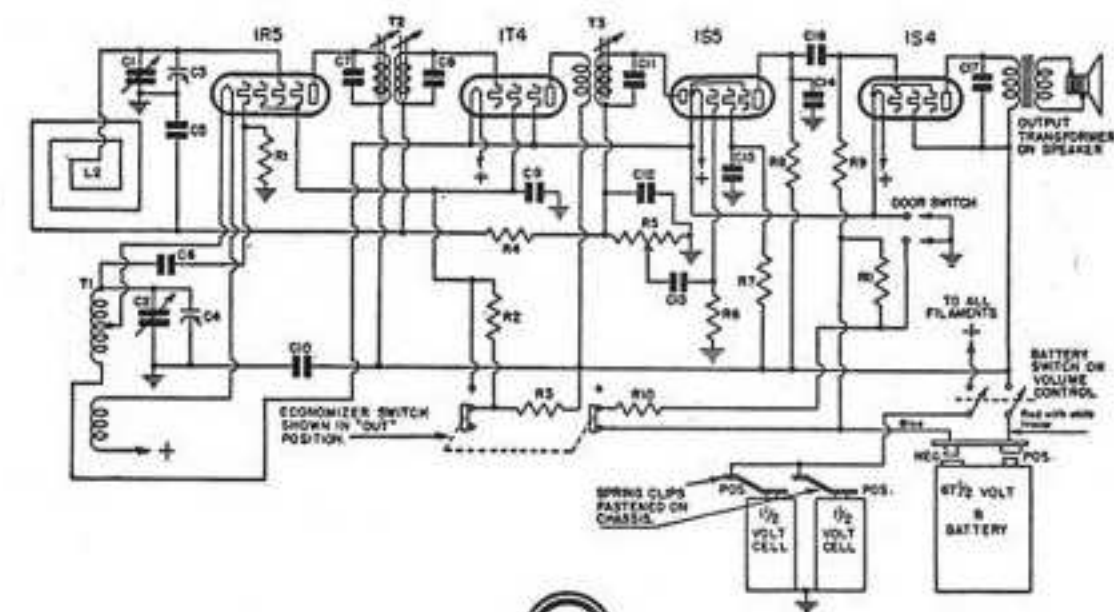 1R5
T2
1T4
T3
1S5
C16
1S4
C1
C3
C7
C8
C11
C14
C17
C5
L2
R1
C9
C12
R5
C15
R8
R9
OUTPUT
TRANSFORMER
ON SPEAKER
DOOR SWITCH
R4
C6
T1
C2
C4
C13
R7
R2
R6
TO ALL
FILAMENTS
+
C10
R3
R10
BATTERY
SWITCH ON
VOLUME
CONTROL
Red with white
ECONOMIZER SWITCH
SHOWN IN "OUT"
POSITION.
NEG.
POS.
SPRING CLIPS
FASTENED ON
CHASSIS.
POS.
POS.
1 1/2
VOLT
CELL
1 1/2
VOLT
CELL
67 1/2 VOLT
B
BATTERY